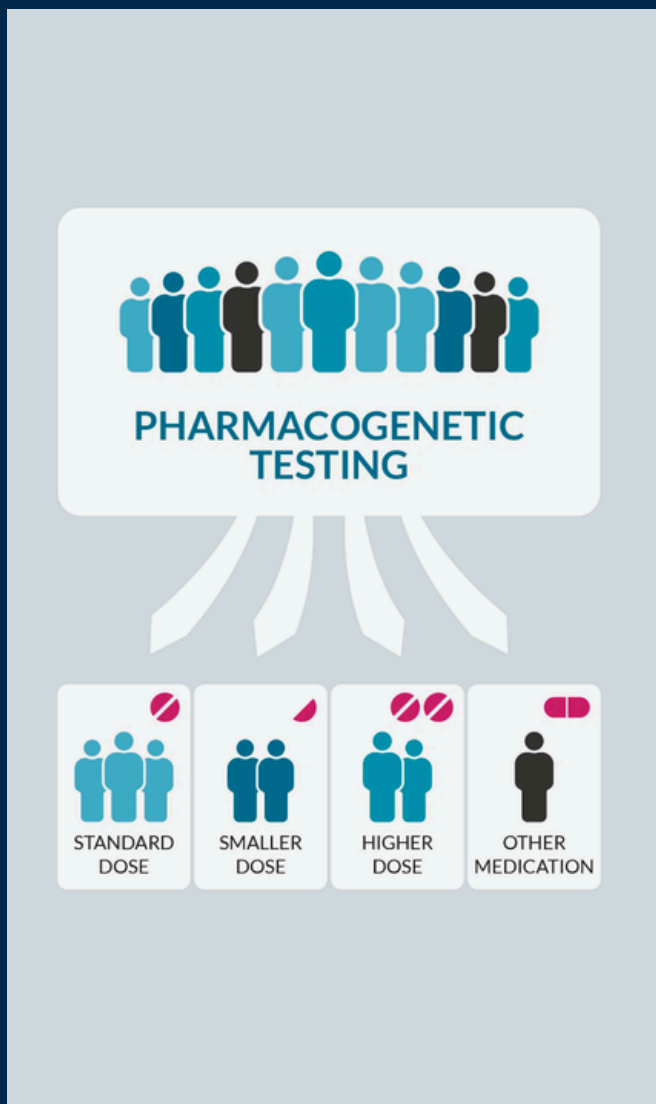 PHARMACOGENETIC
TESTING
STANDARD
DOSE
SMALLER
DOSE
HIGHER
DOSE
OTHER
MEDICATION